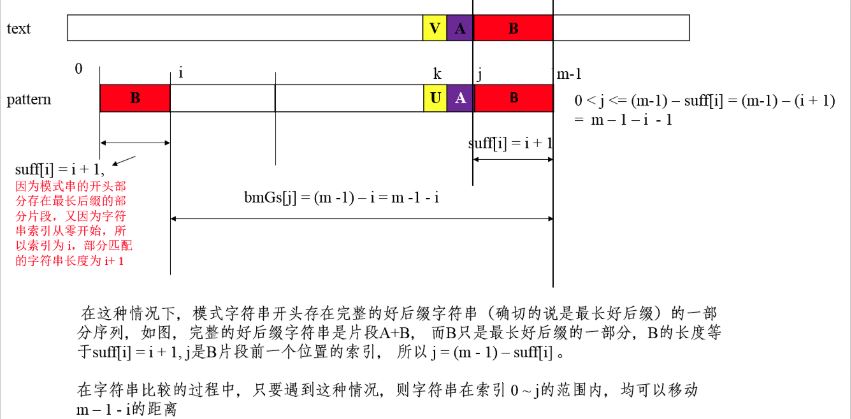 text
V A B
0 i k j m-1
pattern
B U A B
0 < j <= (m-1) – suff[i] = (m-1) – (i + 1)
= m – 1 – i - 1
suff[i] = i + 1
suff[i] = i + 1,
因为模式串的开头部
分存在最长后缀的部
分片段，又因为字符
串索引从零开始，所
以索引为 i，部分匹配
的字符串长度为 i+ 1
bmGs[j] = (m -1) – i = m -1 - i
在这种情况下，模式字符串开头存在完整的好后缀字符串（确切的说是最长好后缀）的一部
分序列，如图，完整的好后缀字符串是片段A+B， 而B只是最长好后缀的一部分，B的长度等
于suff[i] = i + 1, j是B片段前一个位置的索引， 所以 j = (m - 1) – suff[i] 。
在字符串比较的过程中，只要遇到这种情况，则字符串在索引 0 ~ j的范围内，均可以移动
m – 1 - i的距离